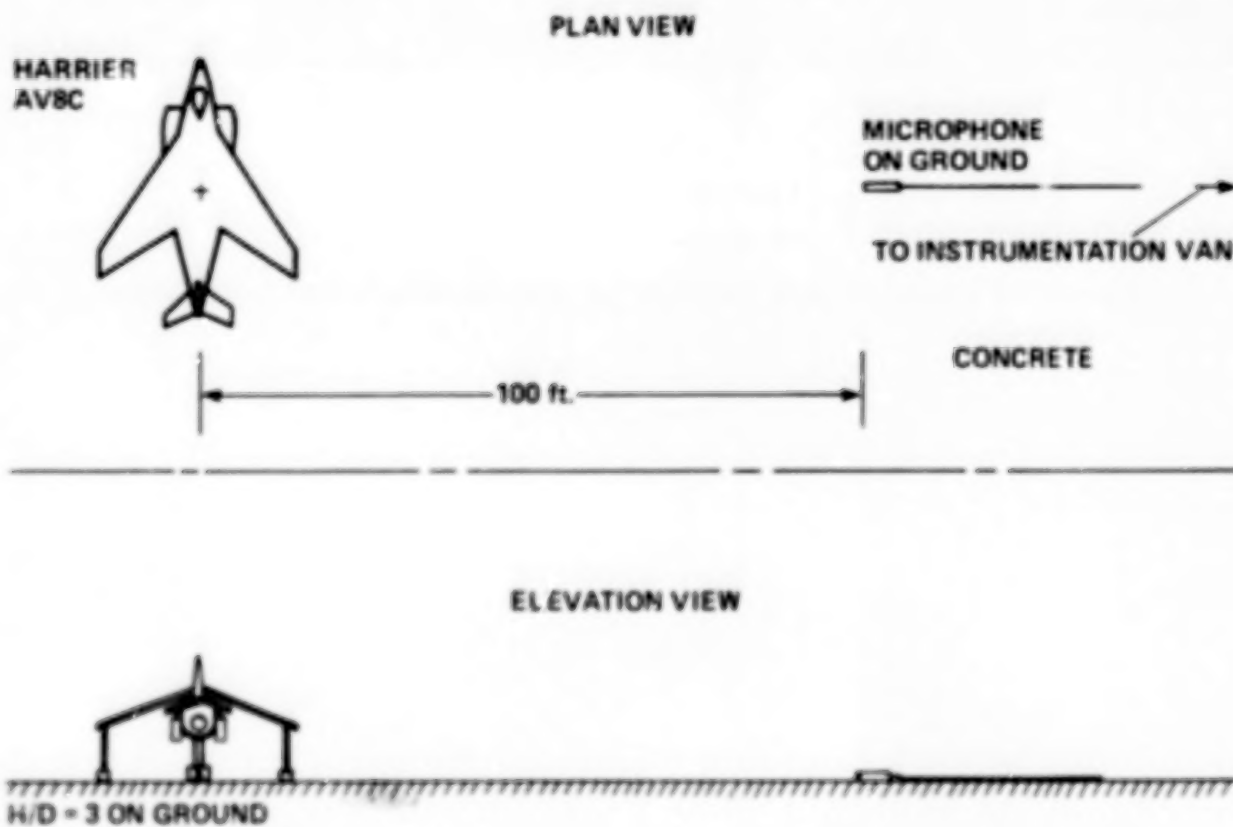 PLAN VIEW
HARRIER
AV8C
MICROPHONE
ON GROUND
TO INSTRUMENTATION VAN
CONCRETE
100 ft.
ELEVATION VIEW
H/D = 3 ON GROUND